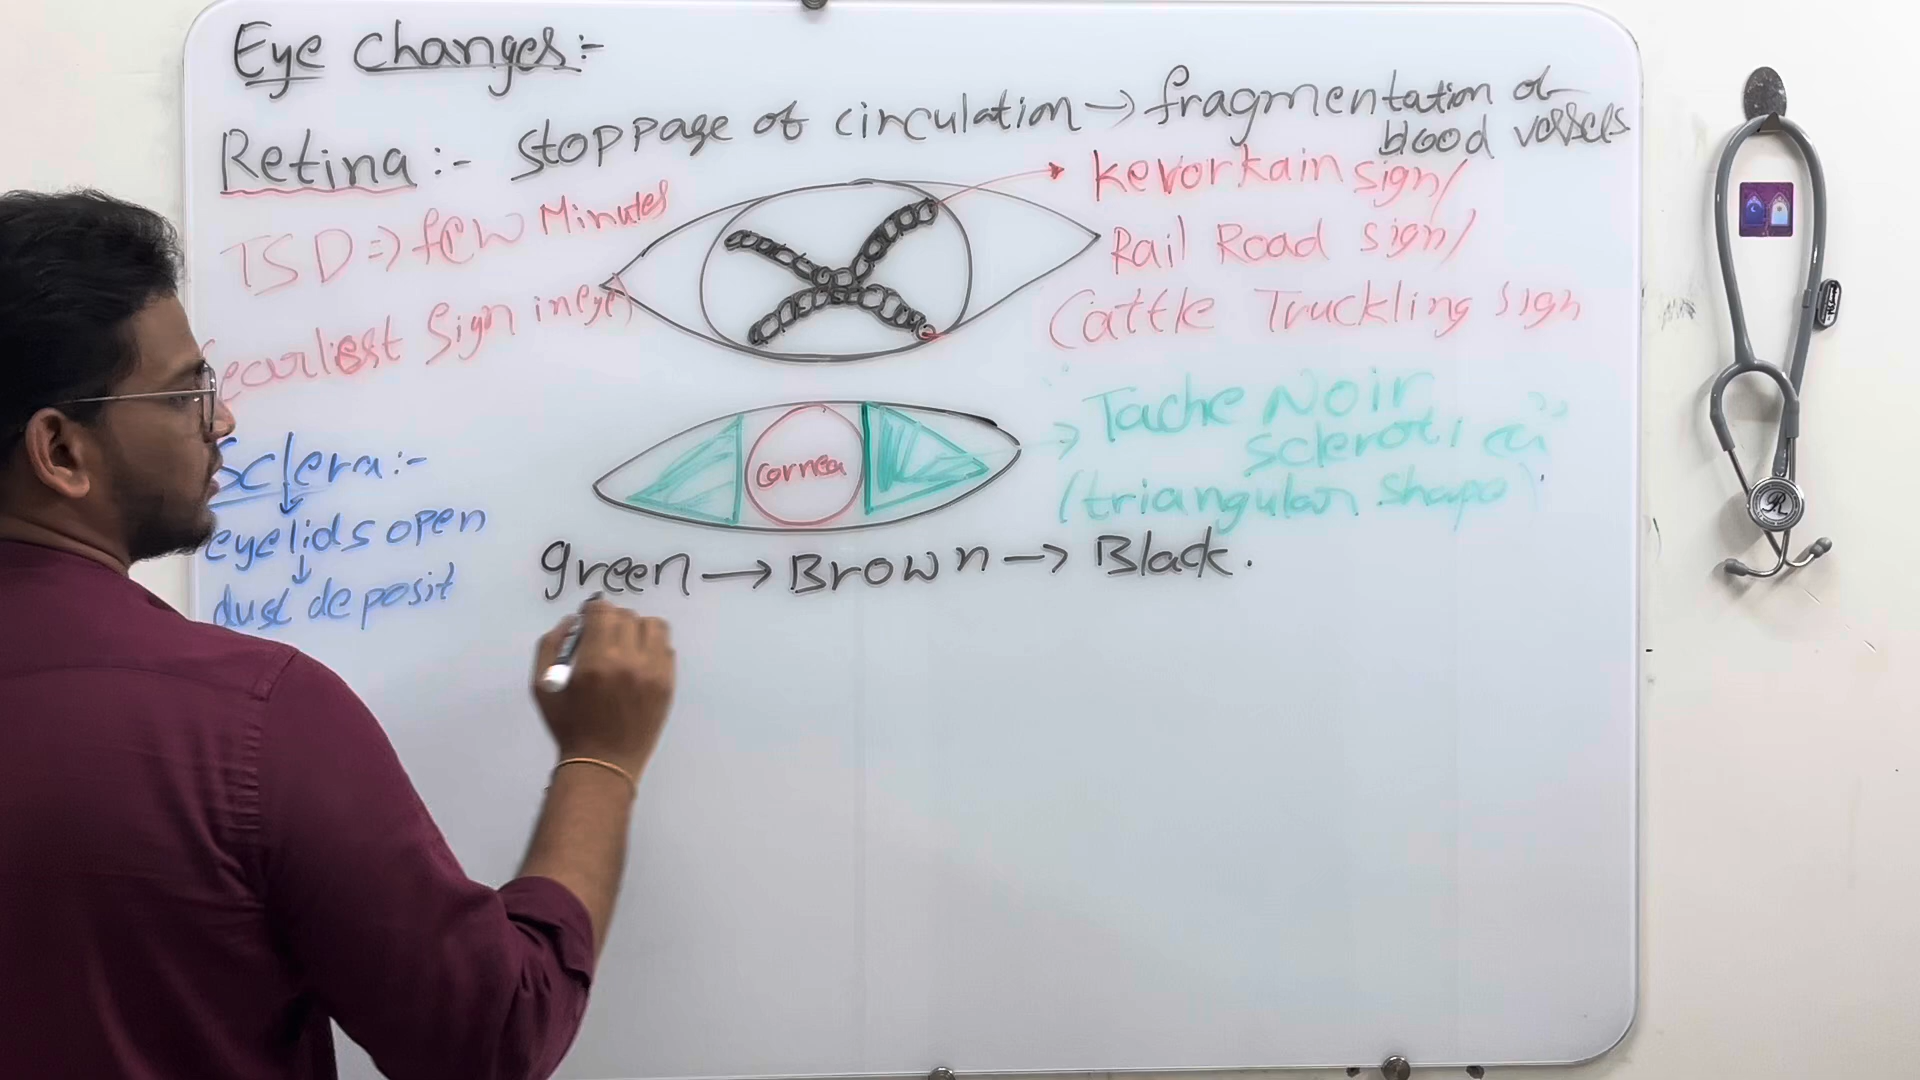 Eye Changes:-
Retina:- stoppage of circulation → fragmentation of
blood vessels
TSD ⇒ few Minutes
(earliest Sign in eye)
Kevorkain sign/
Rail Road sign/
Cattle Truckling sign
Sclera:-
↓
eyelids open
↓
dust deposit
cornea
→ "Tache Noir
sclerotica"
(triangular shape)
green → Brown → Black.